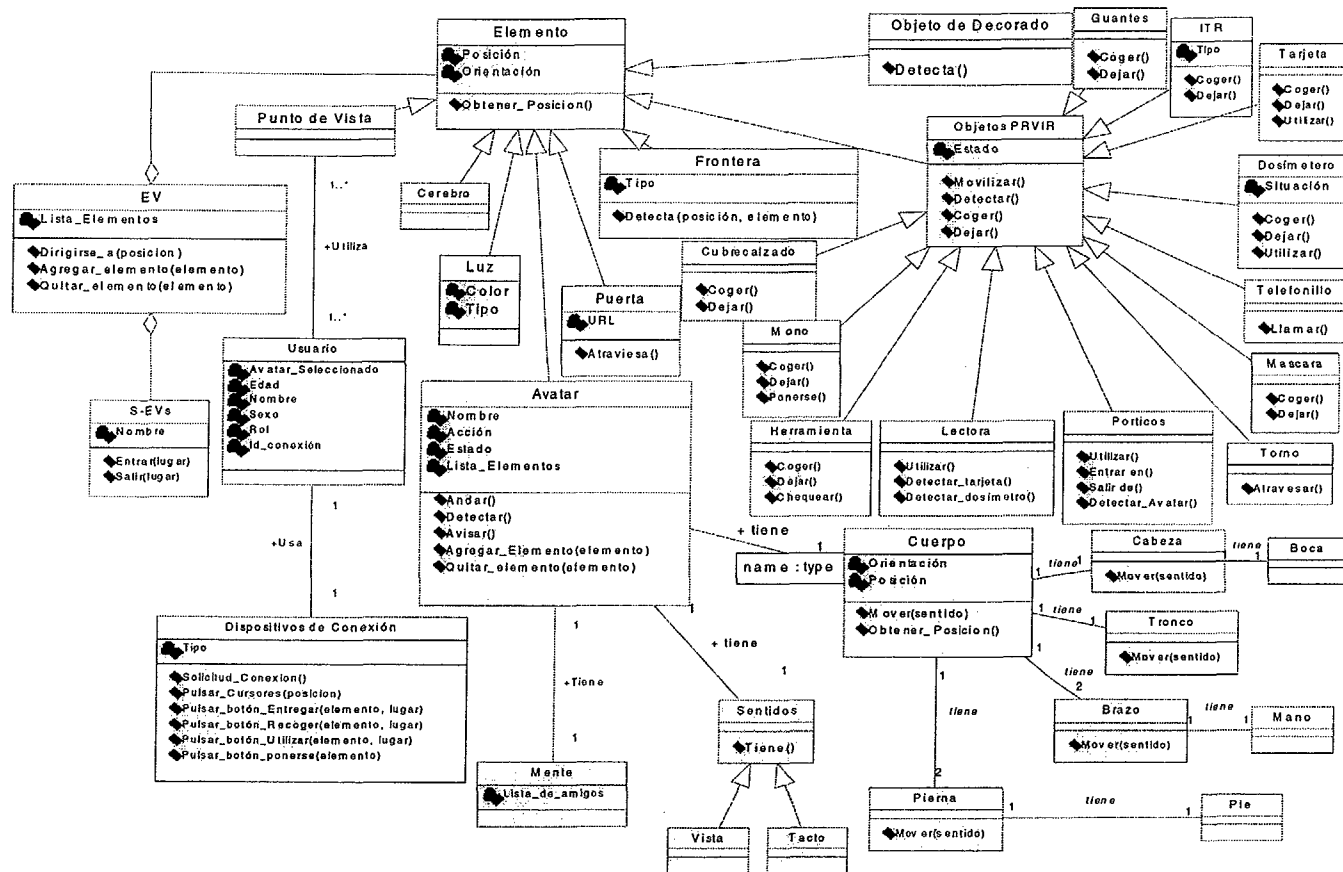 Elemento
Posición
Orientación
Obtener_Posicion()
Objeto de Decorado
Detecta()
Guantes
Coger()
Dejar()
ITR
Tipo
Coger()
Dejar()
Tarjeta
Coger()
Dejar()
Utilizar()
Punto de Vista
Objetos PRVIR
Estado
Movilizar()
Detectar()
Coger()
Dejar()
Frontera
Tipo
Detecta(posición, elemento)
Cerebro
Dosímetero
Situación
Coger()
Dejar()
Utilizar()
EV
Lista_Elementos
Dirigirse_a(posicion)
Agregar_elemento(elemento)
Quitar_elemento(elemento)
1..*
+Utiliza
1..*
Luz
Color
Tipo
Puerta
URL
Atraviesa()
Cubrecalzado
Coger()
Dejar()
Telefonillo
Llamar()
Mono
Coger()
Dejar()
Ponerse()
Mascara
Coger()
Dejar()
Usuario
Avatar_Seleccionado
Edad
Nombre
Sexo
Rol
Id_conexión
S-EVs
Nombre
Entrar(lugar)
Salir(lugar)
Avatar
Nombre
Acción
Estado
Lista_Elementos
Andar()
Detectar()
Avisar()
Agregar_Elemento(elemento)
Quitar_elemento(elemento)
Herramienta
Coger()
Dejar()
Chequear()
Lectora
Utilizar()
Detectar_tarjeta()
Detectar_dosímetro()
Porticos
Utilizar()
Entrar en()
Salir de()
Detectar_Avatar()
Torno
Atravesar()
1
+Usa
1
+ tiene
1
name : type
Cuerpo
Orientación
Posición
Mover(sentido)
Obtener_Posicion()
1
tiene
1
Cabeza
Mover(sentido)
1
tiene
1
Boca
1
tiene
1
Tronco
Mover(sentido)
Dispositivos de Conexión
Tipo
Solicitud_Conexion()
Pulsar_Cursores(posicion)
Pulsar_botón_Entregar(elemento, lugar)
Pulsar_botón_Recoger(elemento, lugar)
Pulsar_botón_Utilizar(elemento, lugar)
Pulsar_botón_ponerse(elemento)
1
+Tiene
1
1
+ tiene
1
Sentidos
Tiene()
1
tiene
2
Brazo
Mover(sentido)
1
tiene
1
Mano
1
tiene
2
Mente
Lista_de_amigos
Pierna
Mover(sentido)
1
tiene
1
Pie
Vista
Tacto